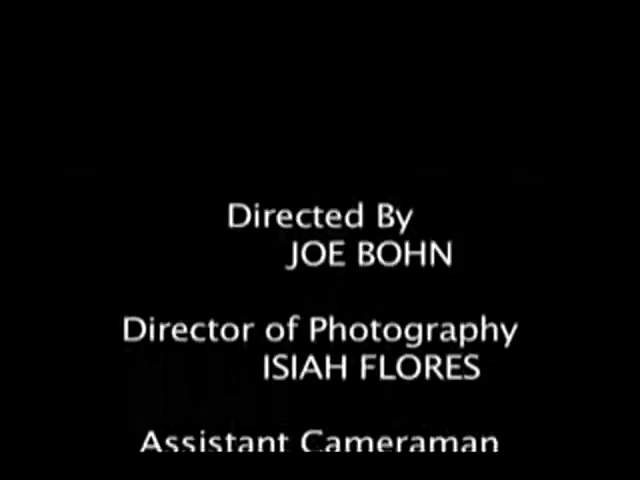 Directed By
JOE BOHN
Director of Photography
ISIAH FLORES
Assistant Cameraman